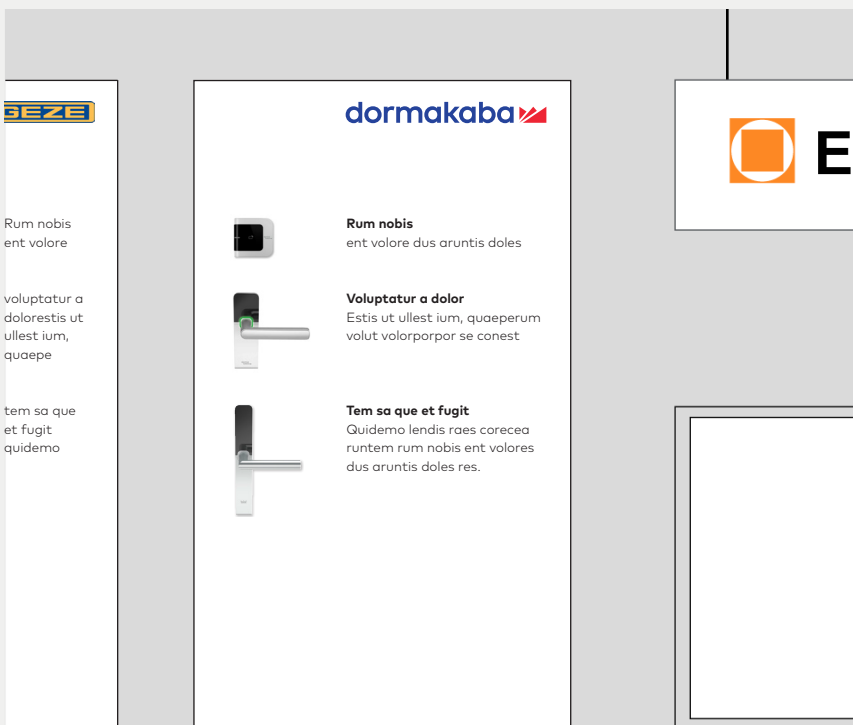 GEZE
Rum nobis
ent volore
voluptatur a
dolorestis ut
ullest ium,
quaepe
tem sa que
et fugit
quidemo
dormakaba
Rum nobis
ent volore dus aruntis doles
Voluptatur a dolor
Estis ut ullest ium, quaeperum
volut volorporpor se conest
Tem sa que et fugit
Quidemo lendis raes corecea
runtem rum nobis ent volores
dus aruntis doles res.
E